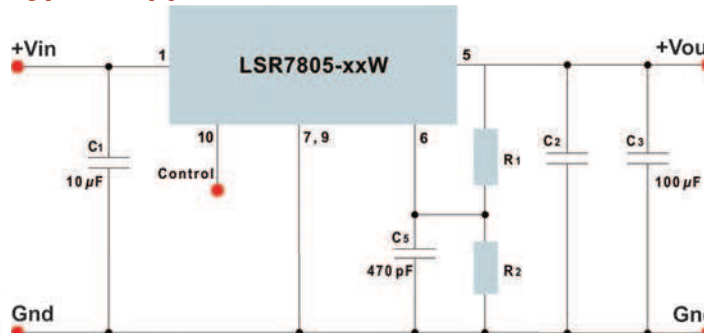 +Vin
1
LSR7805-xxW
5
+Vou
10
7, 9
6
C1
10 µF
Control
R1
C2
C3
100 µF
C5
470 pF
R2
Gnd
Gn